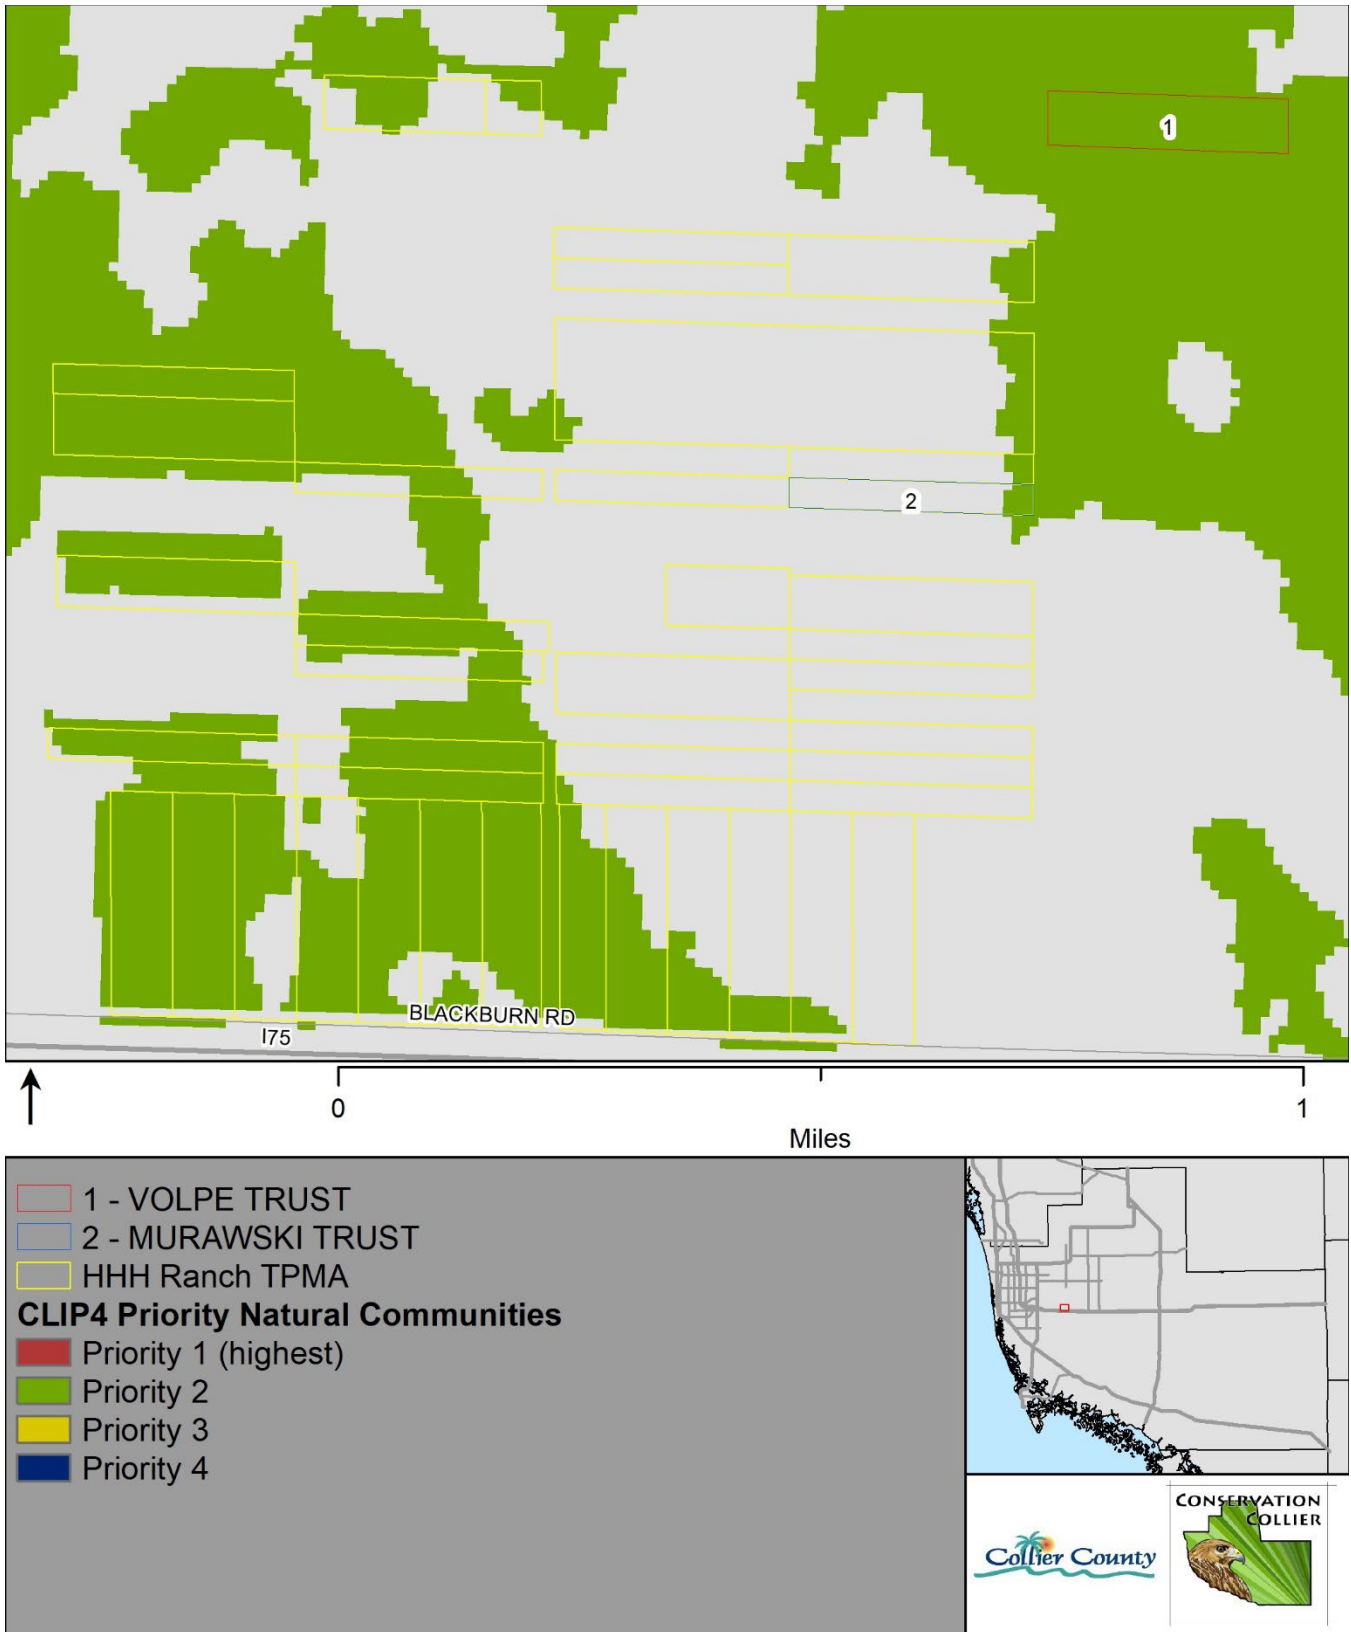 1
2
BLACKBURN RD
I75
0
1
Miles
1 - VOLPE TRUST
2 - MURAWSKI TRUST
HHH Ranch TPMA
CLIP4 Priority Natural Communities
Priority 1 (highest)
Priority 2
Priority 3
Priority 4
CONSERVATION
COLLIER
Collier County